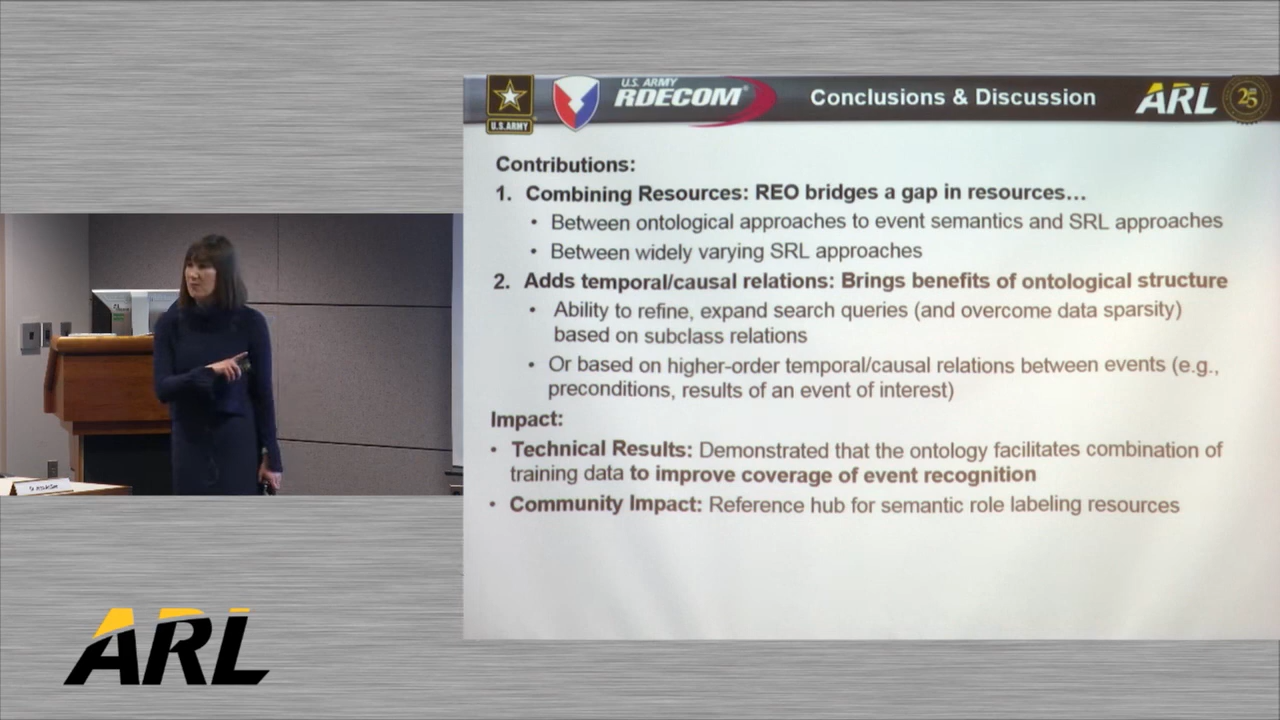 U.S. ARMY
U.S. ARMY
RDECOM®
Conclusions & Discussion
ARL
25
Contributions:
1. Combining Resources: REO bridges a gap in resources…
• Between ontological approaches to event semantics and SRL approaches
• Between widely varying SRL approaches
2. Adds temporal/causal relations: Brings benefits of ontological structure
• Ability to refine, expand search queries (and overcome data sparsity)
based on subclass relations
• Or based on higher-order temporal/causal relations between events (e.g.,
preconditions, results of an event of interest)
Impact:
• Technical Results: Demonstrated that the ontology facilitates combination of
training data to improve coverage of event recognition
• Community Impact: Reference hub for semantic role labeling resources
ARL